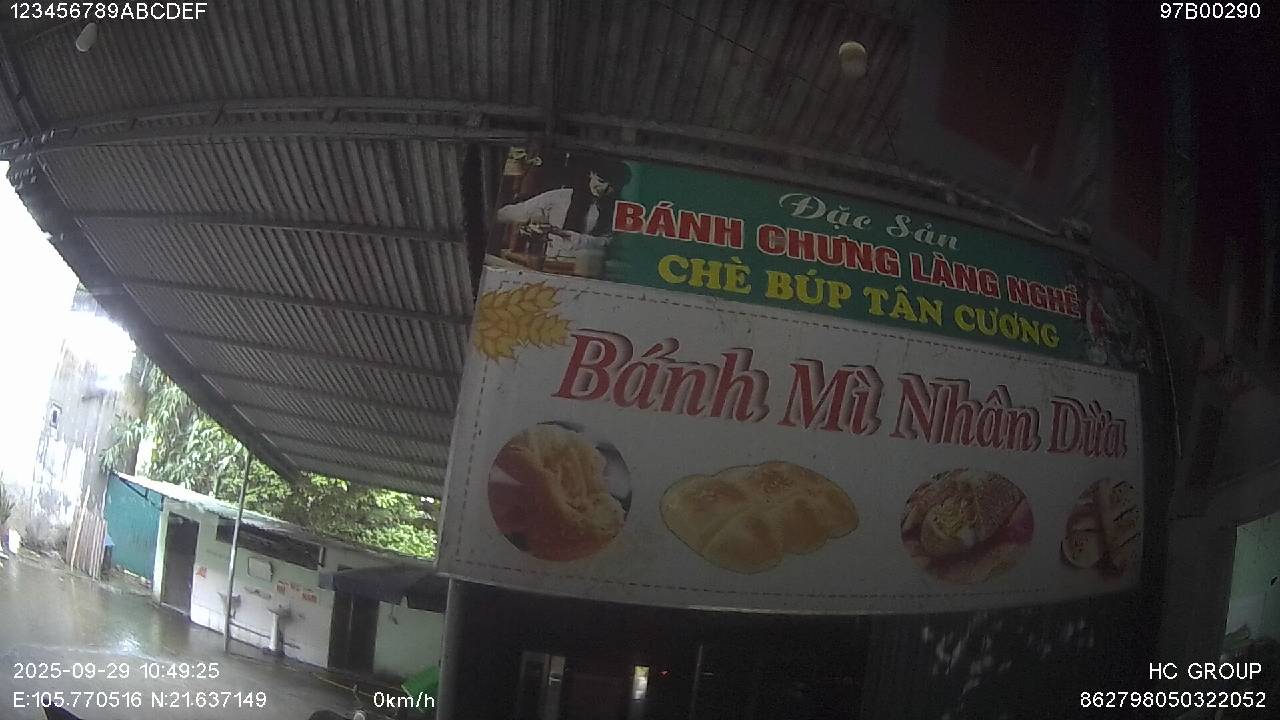 123456789ABCDEF
97B00290
Đặc Sản
BÁNH CHƯNG LÀNG NGHỀ
CHÈ BÚP TÂN CƯƠNG
Bánh Mì Nhân Dừa
2025-09-29 10:49:25
HC GROUP
E:105.770516 N:21.637149
0km/h
862798050322052